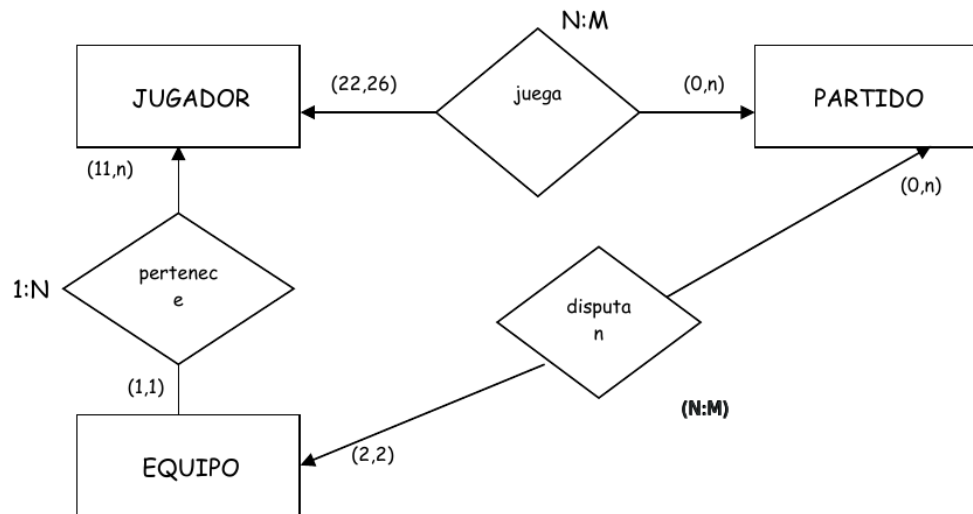 N:M
JUGADOR
(22,26)
juega
(0,n)
PARTIDO
(11,n)
(0,n)
1:N
pertenec
e
disputa
n
(1,1)
(N:M)
EQUIPO
(2,2)